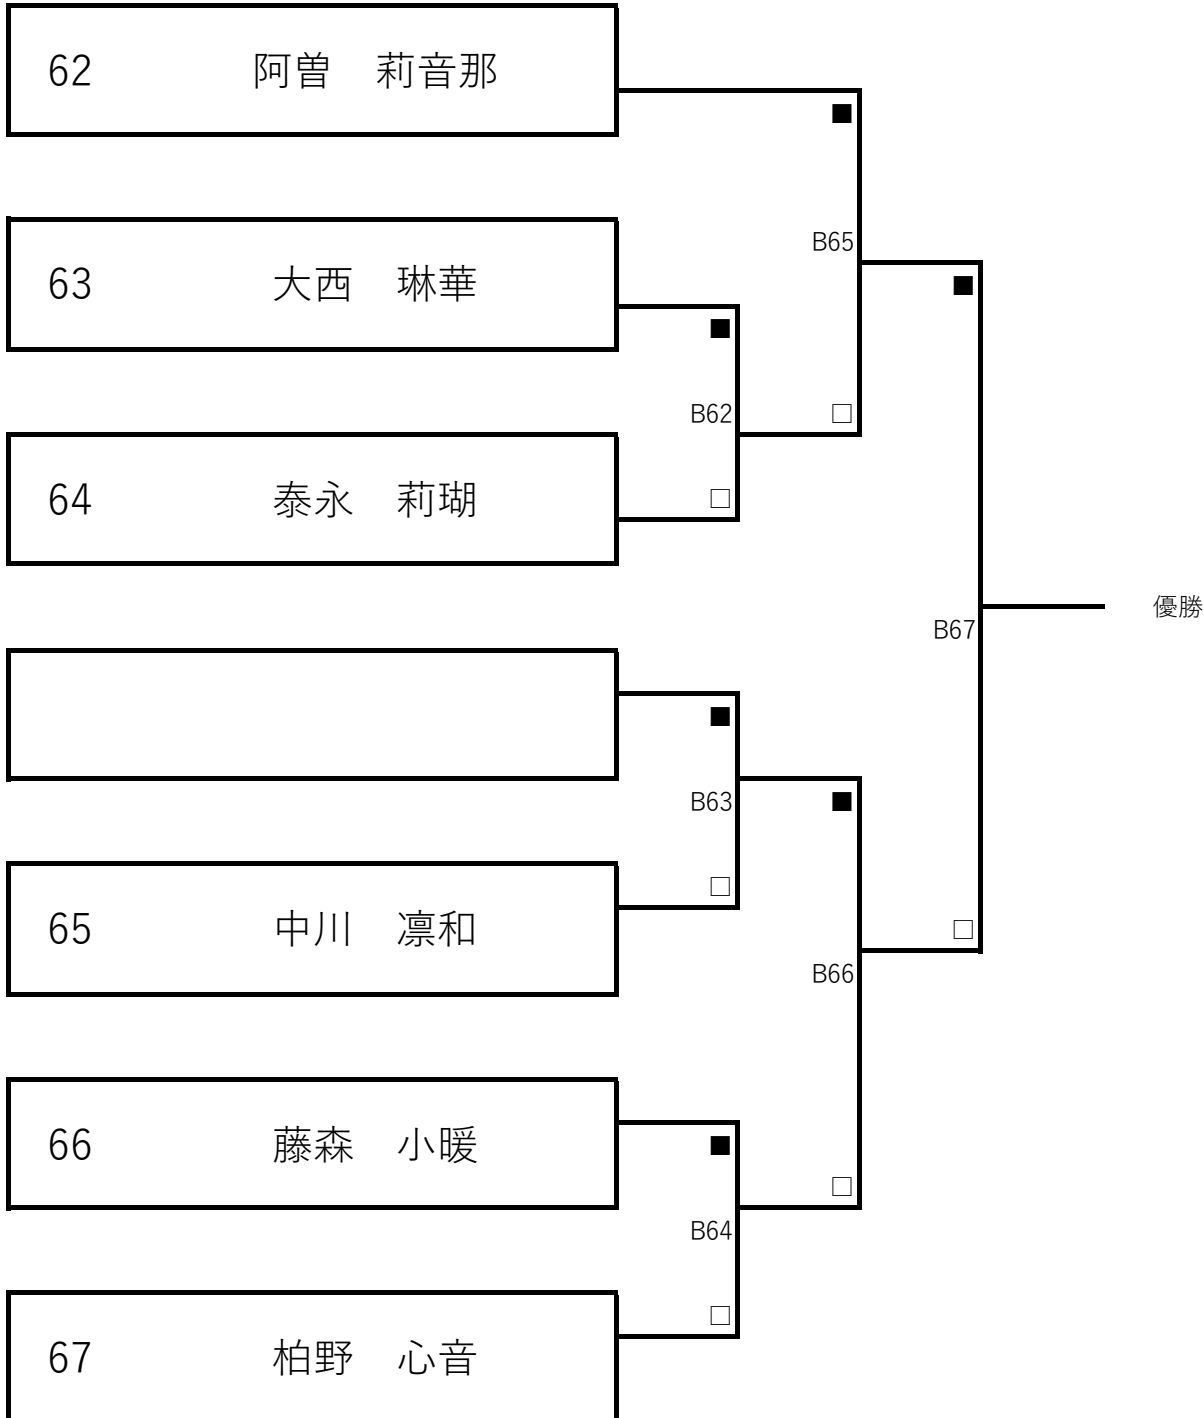 62 阿曽 莉音那
■
B65
63 大西 琳華
■
■
B62
□
64 泰永 莉瑚
□
優勝
B67
■
B63
■
□
65 中川 凛和
□
B66
66 藤森 小暖
■
□
B64
□
67 柏野 心音